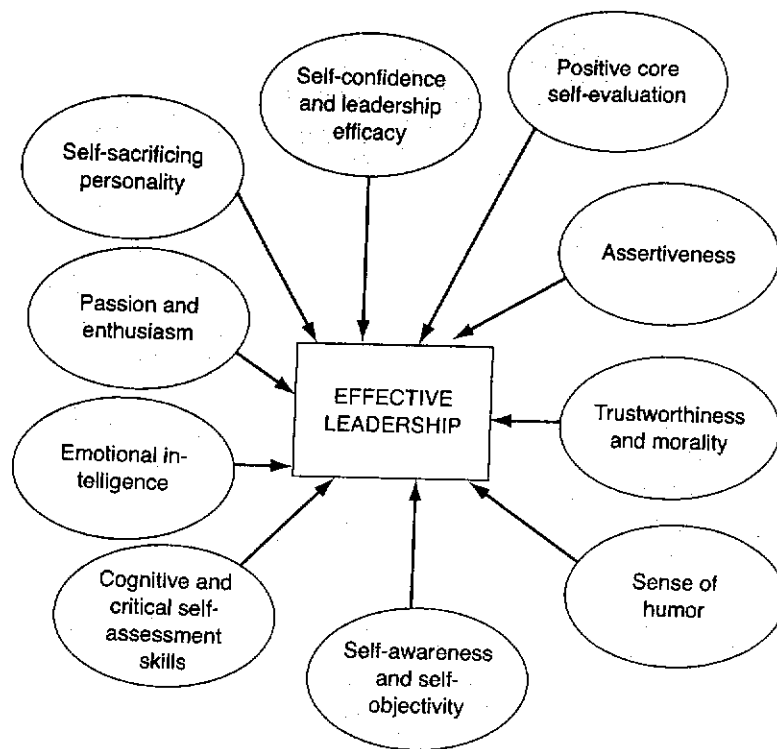 Self-confidence
and leadership
efficacy
Positive core
self-evaluation
Self-sacrificing
personality
Assertiveness
Passion and
enthusiasm
EFFECTIVE
LEADERSHIP
Trustworthiness
and morality
Emotional in-
telligence
Sense of
humor
Cognitive and
critical self-
assessment
skills
Self-awareness
and self-
objectivity